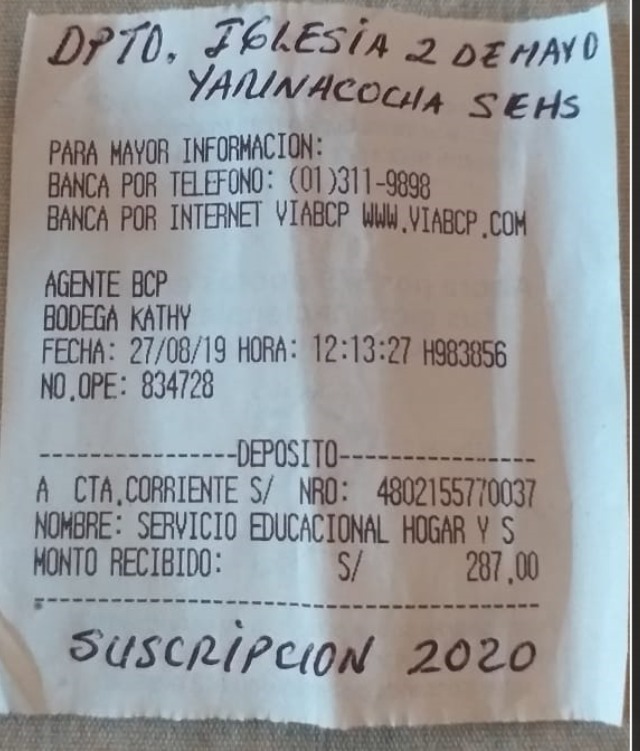 DPTO. IGLESIA 2 DE MAYO
YARINACOCHA SEHS
PARA MAYOR INFORMACION:
BANCA POR TELEFONO: (01)311-9898
BANCA POR INTERNET VIABCP WWW.VIABCP.COM
AGENTE BCP
BODEGA KATHY
FECHA: 27/08/19 HORA: 12:13:27 H983856
NO.OPE: 834728
----------------DEPOSITO----------------
A CTA.CORRIENTE S/ NRO: 4802155770037
NOMBRE: SERVICIO EDUCACIONAL HOGAR Y S
MONTO RECIBIDO: S/ 287.00
----------------------------------------
SUSCRIPCION 2020